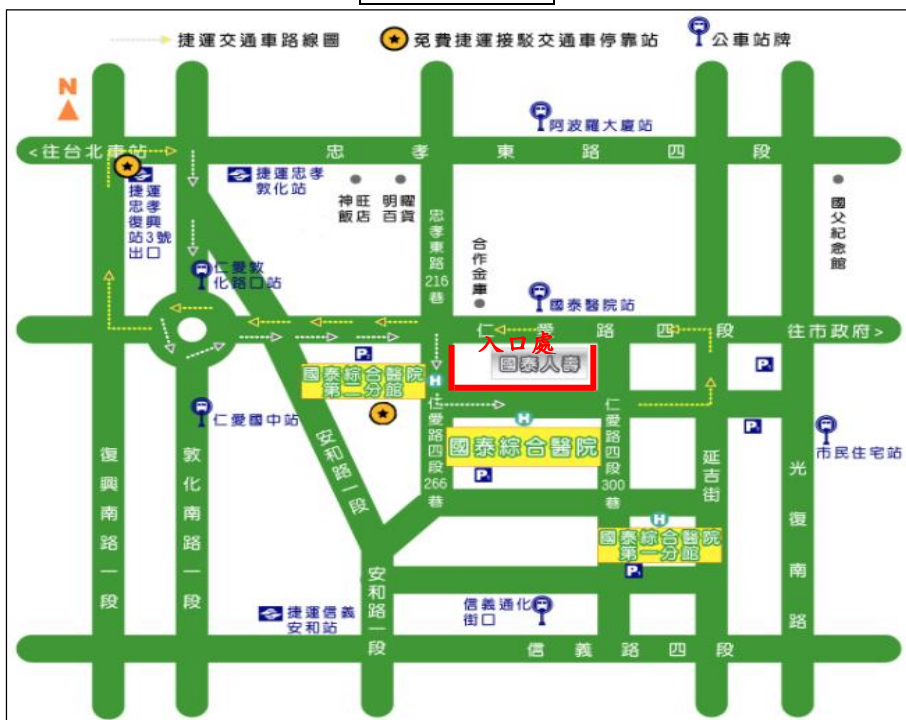 捷運交通車路線圖
免費捷運接駁交通車停靠站
公車站牌
N
阿波羅大廈站
<往台北車站
忠孝東路四段
捷運
忠孝
復興
站3號
出口
捷運忠孝
敦化站
神旺
飯店
明曜
百貨
忠孝東路216巷
合作金庫
國父紀念館
仁愛敦
化路口站
國泰醫院站
仁愛路四段
往市政府>
入口處
國泰人壽
P
國泰綜合醫院
第二分館
H
P
仁愛國中站
安和路一段
仁愛路四段266巷
H
國泰綜合醫院
P
仁愛路四段300巷
延吉街
P
市民住宅站
光復南路
復興南路一段
敦化南路一段
H
國泰綜合醫院
第一分館
P
安和路一段
捷運信義
安和站
信義通化
街口
信義路四段